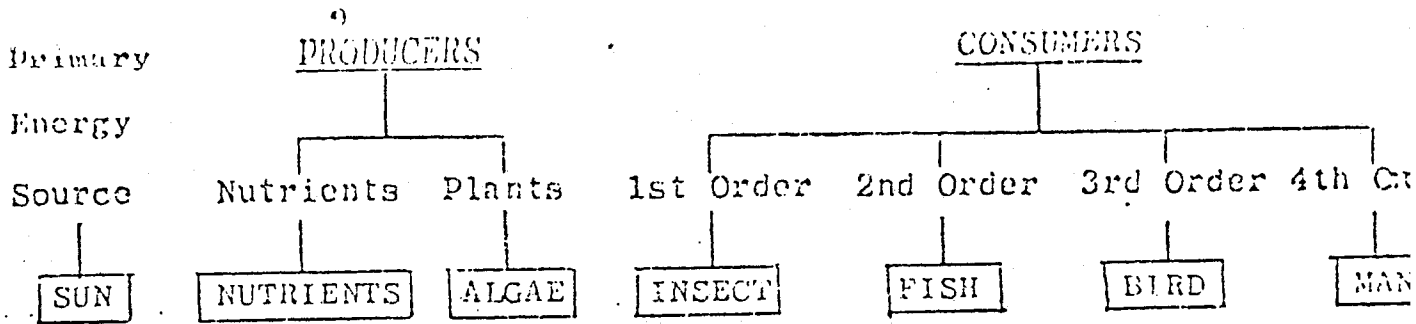 Primary PRODUCERS CONSUMERS
Energy
Source Nutrients Plants 1st Order 2nd Order 3rd Order 4th
SUN NUTRIENTS ALGAE INSECT FISH BIRD MAN